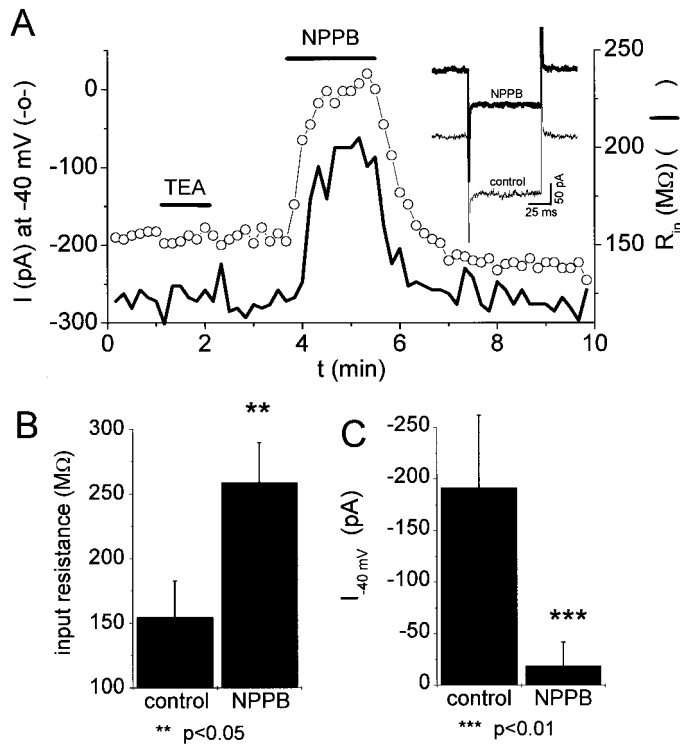 A
I (pA) at -40 mV (-o-)
0
-100
-200
-300
TEA
NPPB
NPPB
control
50 pA
25 ms
250
200
150
R_in (MΩ) ( )
0 2 4 6 8 10
t (min)
B
input resistance (MΩ)
300
250
200
150
100
**
control NPPB
** p<0.05
C
I_-40 mV (pA)
-250
-200
-150
-100
-50
0
***
control NPPB
*** p<0.01